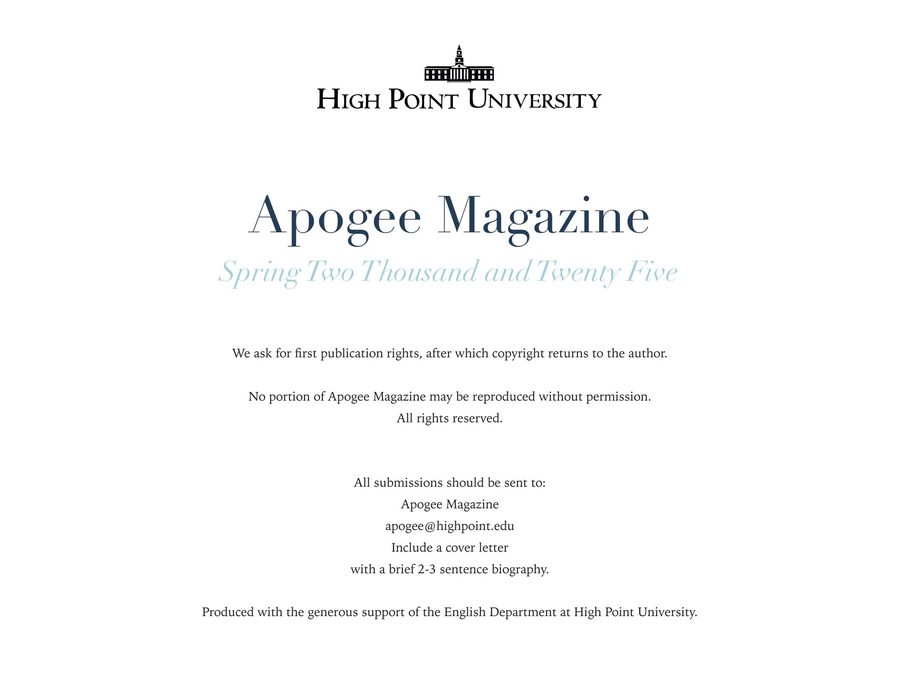 High Point University
Apogee Magazine
Spring Two Thousand and Twenty Five
We ask for first publication rights, after which copyright returns to the author.
No portion of Apogee Magazine may be reproduced without permission.
All rights reserved.
All submissions should be sent to:
Apogee Magazine
apogee@highpoint.edu
Include a cover letter
with a brief 2-3 sentence biography.
Produced with the generous support of the English Department at High Point University.